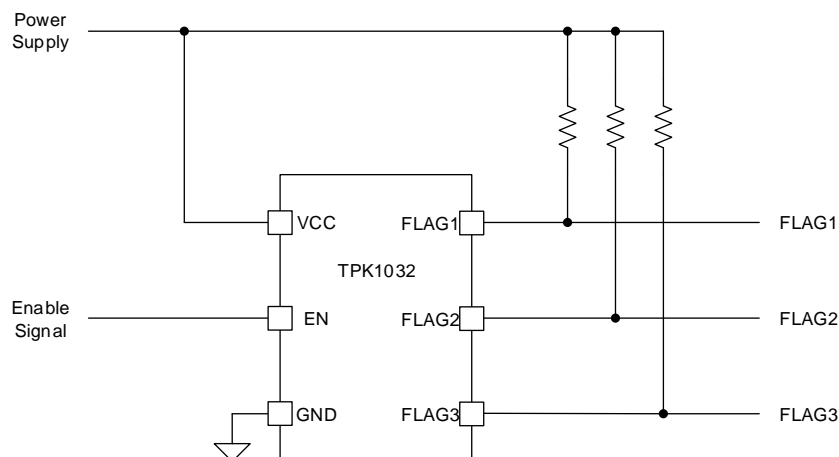 Power
Supply
VCC
FLAG1
FLAG1
TPK1032
Enable
Signal
EN
FLAG2
FLAG2
GND
FLAG3
FLAG3